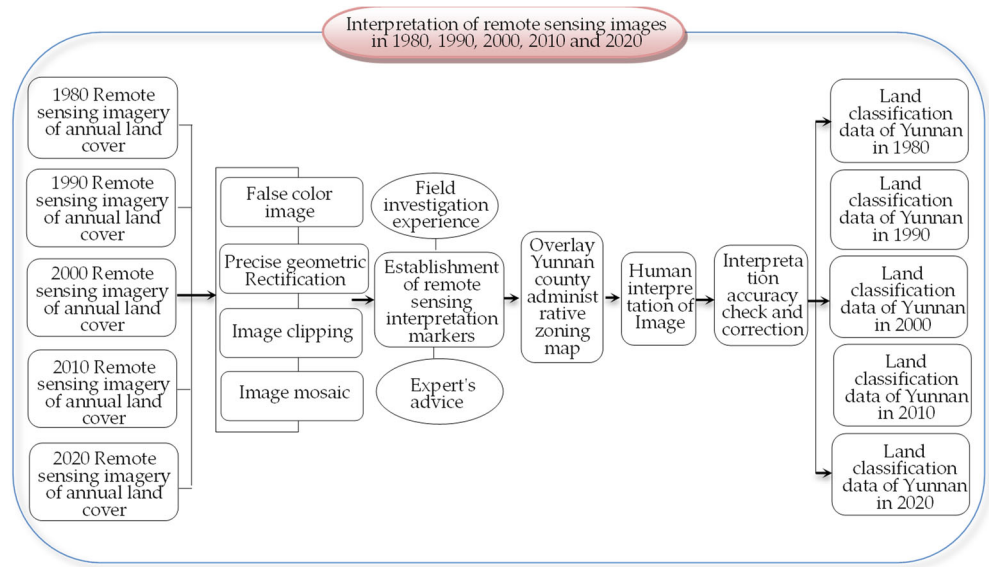 Interpretation of remote sensing images
in 1980, 1990, 2000, 2010 and 2020
1980 Remote
sensing imagery
of annual land
cover
1990 Remote
sensing imagery
of annual land
cover
2000 Remote
sensing imagery
of annual land
cover
2010 Remote
sensing imagery
of annual land
cover
2020 Remote
sensing imagery
of annual land
cover
False color
image
Precise geometric
Rectification
Image clipping
Image mosaic
Field
investigation
experience
Establishment
of remote
sensing
interpretation
markers
Expert's
advice
Overlay
Yunnan
county
administ
rative
zoning
map
Human
interpre
tation of
Image
Interpreta
tion
accuracy
check and
correction
Land
classification
data of Yunnan
in 1980
Land
classification
data of Yunnan
in 1990
Land
classification
data of Yunnan
in 2000
Land
classification
data of Yunnan
in 2010
Land
classification
data of Yunnan
in 2020